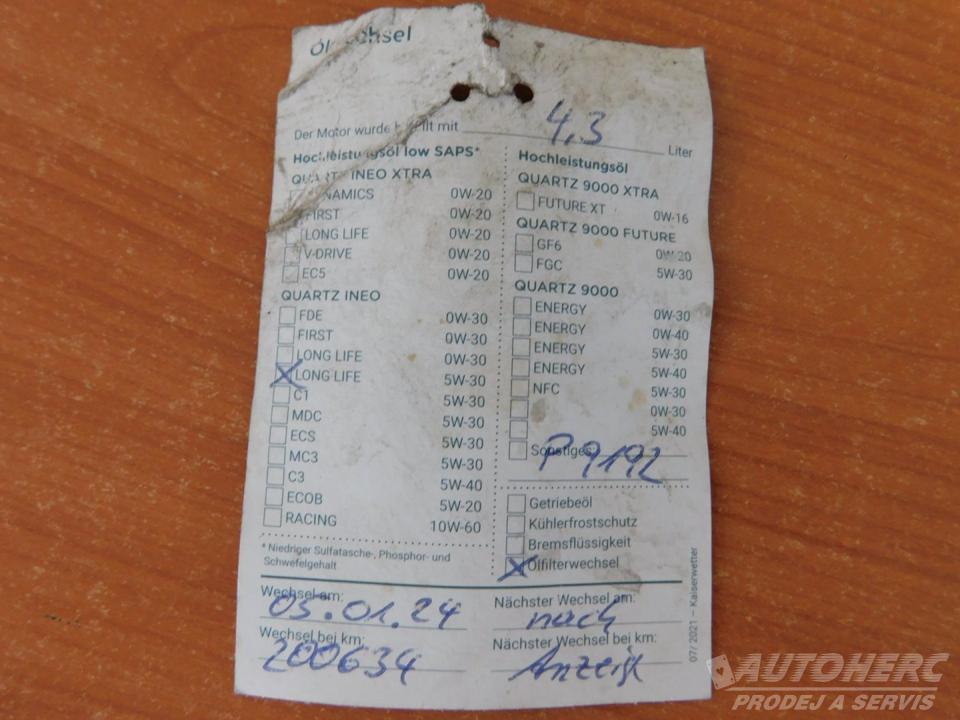 Ölwechsel
Der Motor wurde befüllt mit 4,3 Liter
Hochleistungsöl low SAPS*
QUARTZ INEO XTRA
DYNAMICS 0W-20
FIRST 0W-20
LONG LIFE 0W-20
V-DRIVE 0W-20
EC5 0W-20
QUARTZ INEO
FDE 0W-30
FIRST 0W-30
LONG LIFE 0W-30
X LONG LIFE 5W-30
C1 5W-30
MDC 5W-30
ECS 5W-30
MC3 5W-30
C3 5W-40
ECOB 5W-20
RACING 10W-60
* Niedriger Sulfatasche-, Phosphor- und
Schwefelgehalt
Hochleistungsöl
QUARTZ 9000 XTRA
FUTURE XT 0W-16
QUARTZ 9000 FUTURE
GF6 0W-20
FGC 5W-30
QUARTZ 9000
ENERGY 0W-30
ENERGY 0W-40
ENERGY 5W-30
ENERGY 5W-40
NFC 5W-30
0W-30
5W-40
Sonstiges:
P9192
Getriebeöl
Kühlerfrostschutz
Bremsflüssigkeit
X Ölfilterwechsel
Wechsel am:
05.01.24
Wechsel bei km:
200634
Nächster Wechsel am:
nach
Nächster Wechsel bei km:
Anzeige
07/2021 – Kaiserwetter
AUTOHERC
PRODEJ A SERVIS